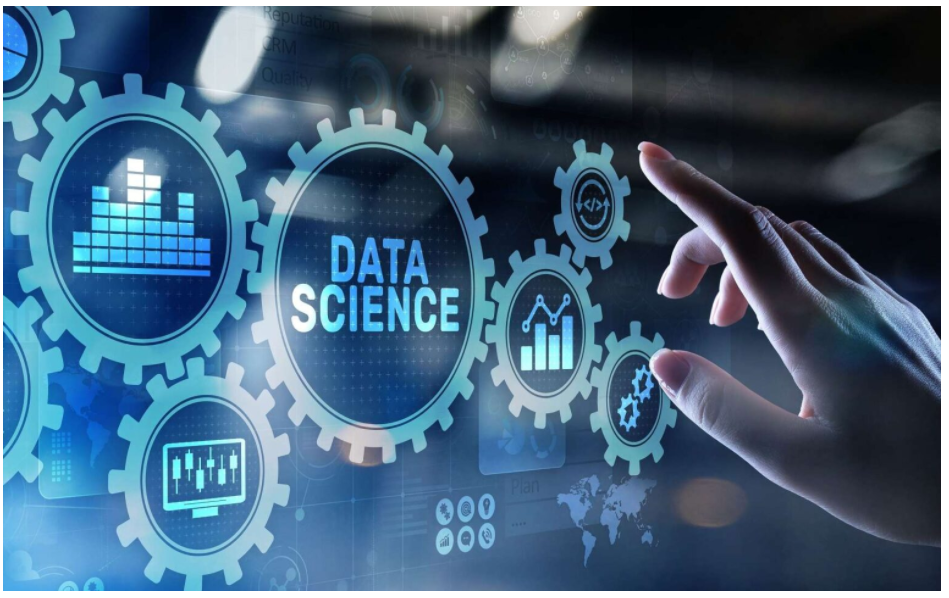 Reputation
CRM
Quality
DATA
SCIENCE
</>
Plan
....